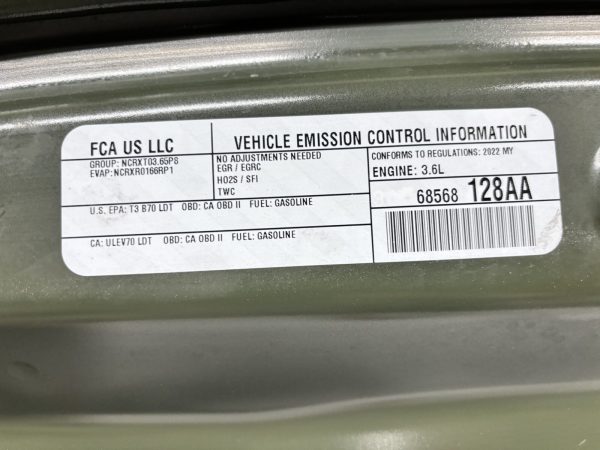 FCA US LLC
GROUP: NCRXT03.65P8
EVAP: NCRXR0166RP1
VEHICLE EMISSION CONTROL INFORMATION
NO ADJUSTMENTS NEEDED
EGR / EGRC
HO2S / SFI
TWC
CONFORMS TO REGULATIONS: 2022 MY
ENGINE: 3.6L
68568 128AA
U.S. EPA: T3 B70 LDT OBD: CA OBD II FUEL: GASOLINE
CA: ULEV70 LDT OBD: CA OBD II FUEL: GASOLINE